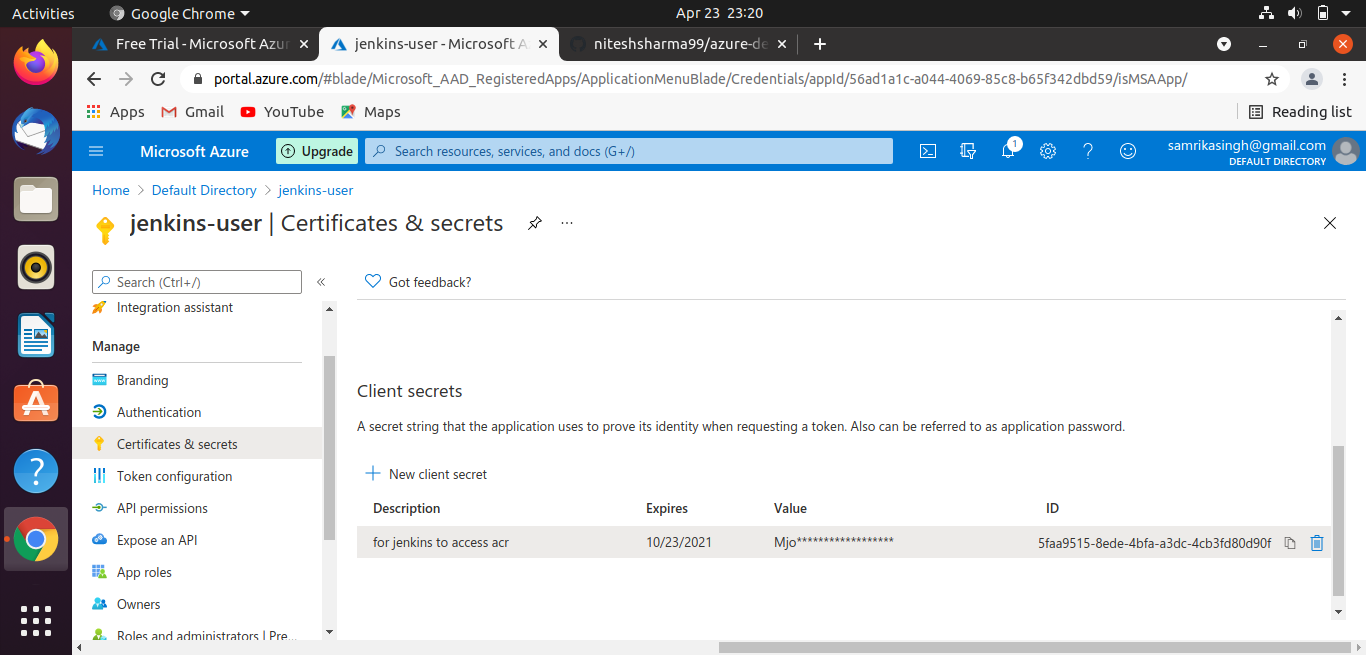 Activities
Google Chrome
Apr 23 23:20
Free Trial - Microsoft Azur
jenkins-user - Microsoft A
niteshsharma99/azure-de
portal.azure.com/#blade/Microsoft_AAD_RegisteredApps/ApplicationMenuBlade/Credentials/appId/56ad1a1c-a044-4069-85c8-b65f342dbd59/isMSAApp/
Apps
Gmail
YouTube
Maps
Reading list
Microsoft Azure
Upgrade
Search resources, services, and docs (G+/)
1
samrikasingh@gmail.com
DEFAULT DIRECTORY
Home > Default Directory > jenkins-user
jenkins-user | Certificates & secrets
Search (Ctrl+/)
«
Got feedback?
Integration assistant
Manage
Branding
Authentication
Certificates & secrets
Token configuration
API permissions
Expose an API
App roles
Owners
Roles and administrators | Pre...
Client secrets
A secret string that the application uses to prove its identity when requesting a token. Also can be referred to as application password.
New client secret
Description Expires Value ID
for jenkins to access acr 10/23/2021 Mjo****************** 5faa9515-8ede-4bfa-a3dc-4cb3fd80d90f